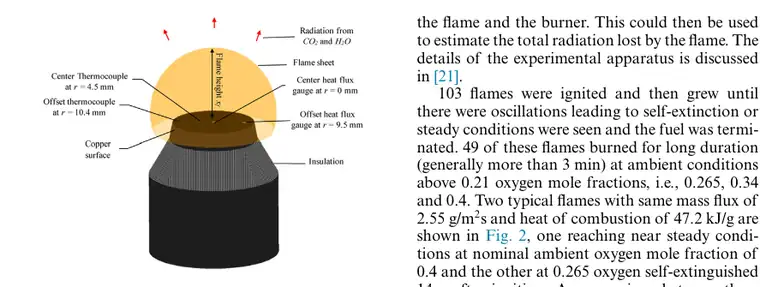 Radiation from
CO2 and H2O
Flame sheet
Flame height xf
Center Thermocouple
at r = 4.5 mm
Center heat flux
gauge at r = 0 mm
Offset thermocouple
at r = 10.4 mm
Offset heat flux
gauge at r = 9.5 mm
Copper
surface
Insulation
the flame and the burner. This could then be used
to estimate the total radiation lost by the flame. The
details of the experimental apparatus is discussed
in [21].
103 flames were ignited and then grew until
there were oscillations leading to self-extinction or
steady conditions were seen and the fuel was termi-
nated. 49 of these flames burned for long duration
(generally more than 3 min) at ambient conditions
above 0.21 oxygen mole fractions, i.e., 0.265, 0.34
and 0.4. Two typical flames with same mass flux of
2.55 g/m²s and heat of combustion of 47.2 kJ/g are
shown in Fig. 2, one reaching near steady condi-
tions at nominal ambient oxygen mole fraction of
0.4 and the other at 0.265 oxygen self-extinguished